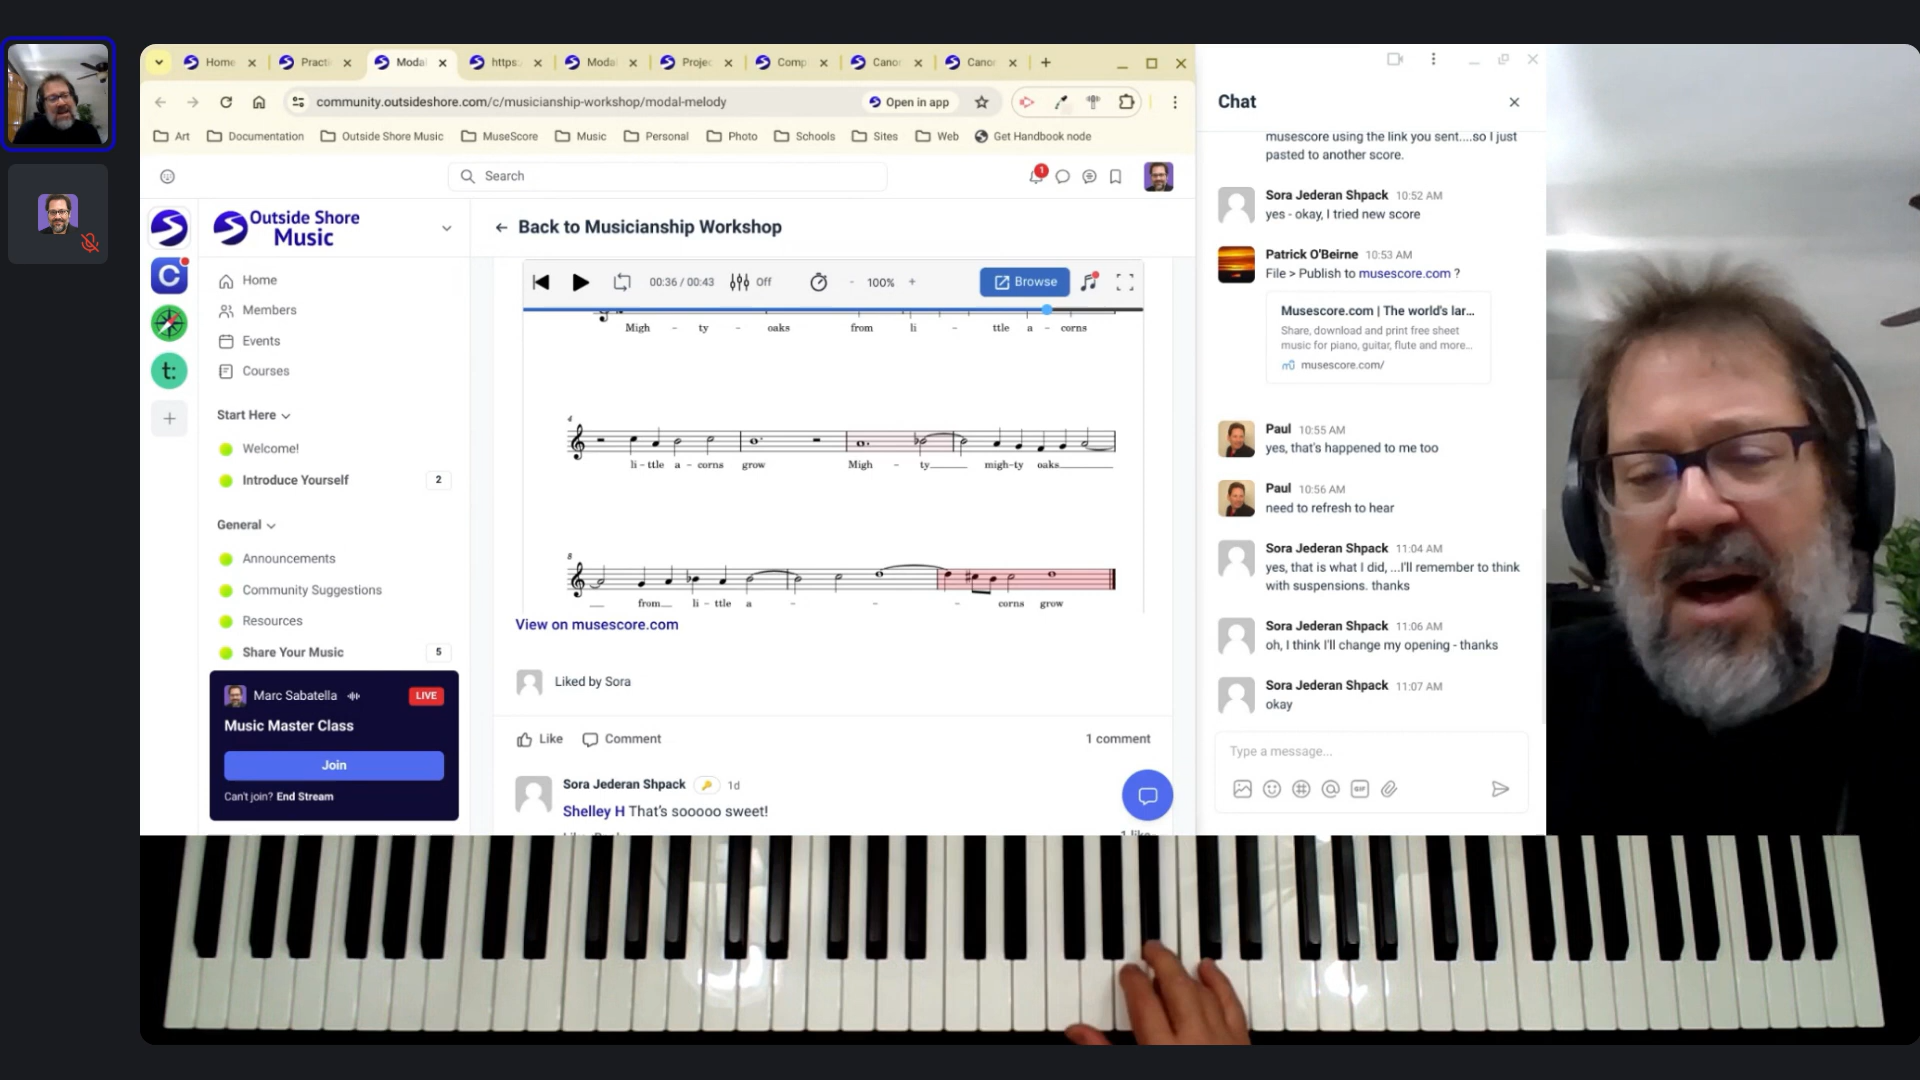 Home
Practi
Modal
https:
Modal
Projec
Comp
Canon
Canon
community.outsideshore.com/c/musicianship-workshop/modal-melody
Open in app
Art
Documentation
Outside Shore Music
MuseScore
Music
Personal
Photo
Schools
Sites
Web
Get Handbook node
Search
1
Outside Shore
Music
Back to Musicianship Workshop
C
t:
Home
Members
Events
Courses
Start Here
Welcome!
Introduce Yourself 2
General
Announcements
Community Suggestions
Resources
Share Your Music 5
Marc Sabatella LIVE
Music Master Class
Join
Can't join? End Stream
00:36 / 00:43 Off - 100% + Browse
Migh - ty - oaks from li - ttle a - corns
4
li - ttle a - corns grow Migh - ty migh-ty oaks
8
from li - ttle a - - - corns grow
View on musescore.com
Liked by Sora
Like Comment 1 comment
Sora Jederan Shpack 1d
Shelley H That's sooooo sweet!
Chat
musescore using the link you sent....so I just
pasted to another score.
Sora Jederan Shpack 10:52 AM
yes - okay, I tried new score
Patrick O'Beirne 10:53 AM
File > Publish to musescore.com ?
Musescore.com | The world's lar...
Share, download and print free sheet
music for piano, guitar, flute and more...
musescore.com/
Paul 10:55 AM
yes, that's happened to me too
Paul 10:56 AM
need to refresh to hear
Sora Jederan Shpack 11:04 AM
yes, that is what I did, ...I'll remember to think
with suspensions. thanks
Sora Jederan Shpack 11:06 AM
oh, I think I'll change my opening - thanks
Sora Jederan Shpack 11:07 AM
okay
Type a message...
GIF